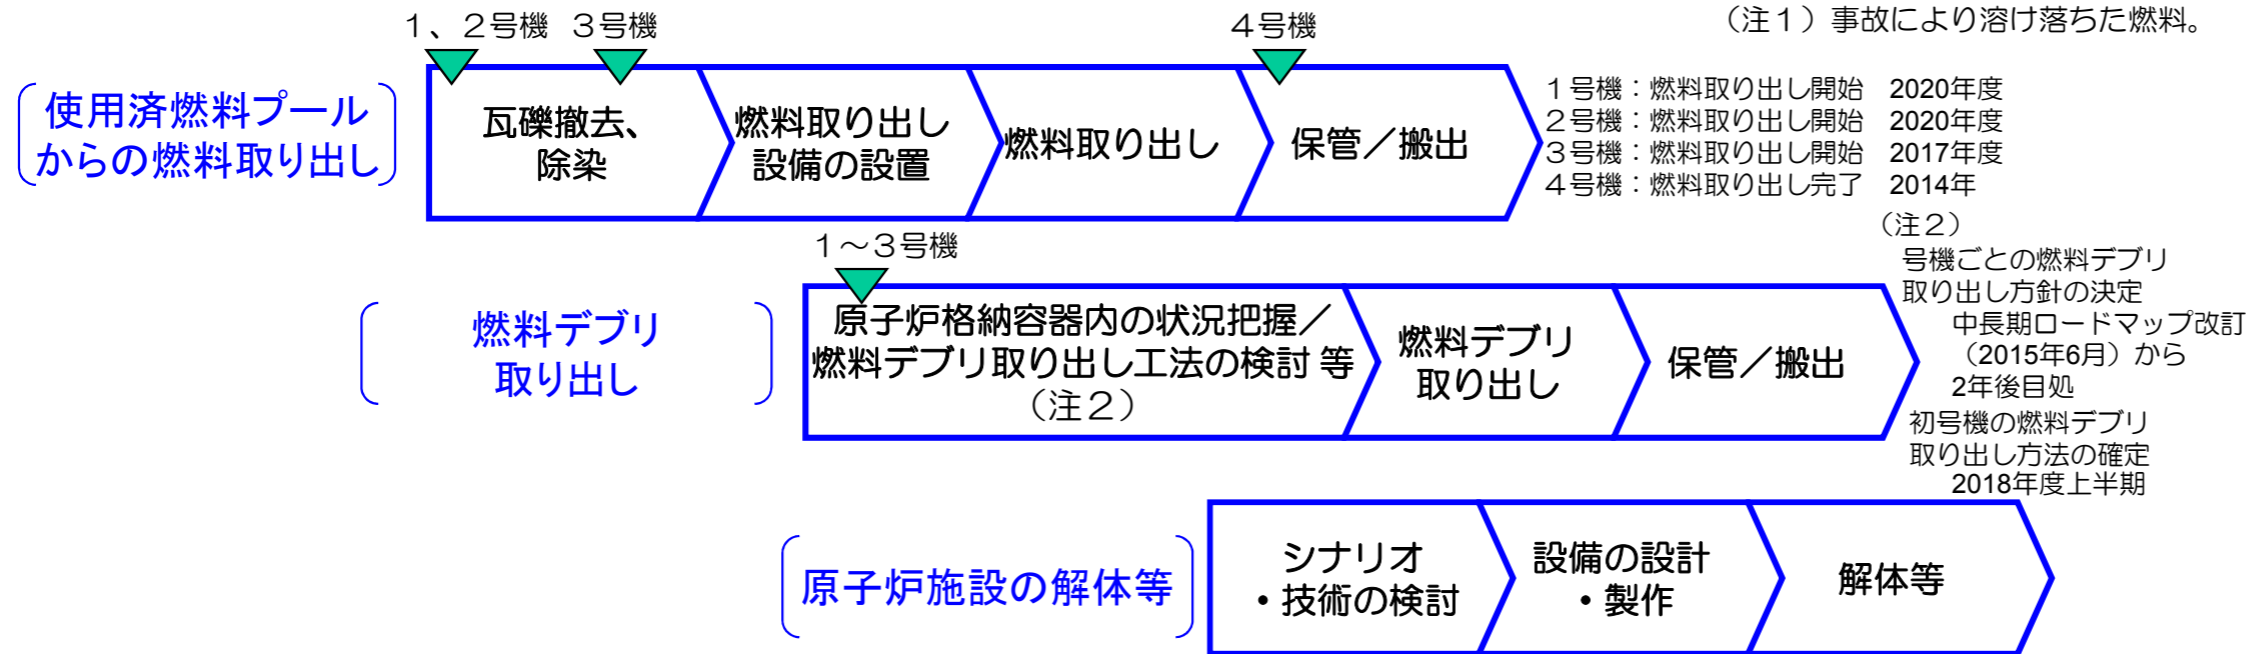 (注1)事故により溶け落ちた燃料。
1、2号機 3号機
4号機
使用済燃料プール
からの燃料取り出し
瓦礫撤去、
除染
燃料取り出し
設備の設置
燃料取り出し
保管/搬出
1号機:燃料取り出し開始 2020年度
2号機:燃料取り出し開始 2020年度
3号機:燃料取り出し開始 2017年度
4号機:燃料取り出し完了 2014年
1~3号機
燃料デブリ
取り出し
原子炉格納容器内の状況把握/
燃料デブリ取り出し工法の検討 等
(注2)
燃料デブリ
取り出し
保管/搬出
(注2)
号機ごとの燃料デブリ
取り出し方針の決定
中長期ロードマップ改訂
(2015年6月)から
2年後目処
初号機の燃料デブリ
取り出し方法の確定
2018年度上半期
原子炉施設の解体等
シナリオ
・技術の検討
設備の設計
・製作
解体等